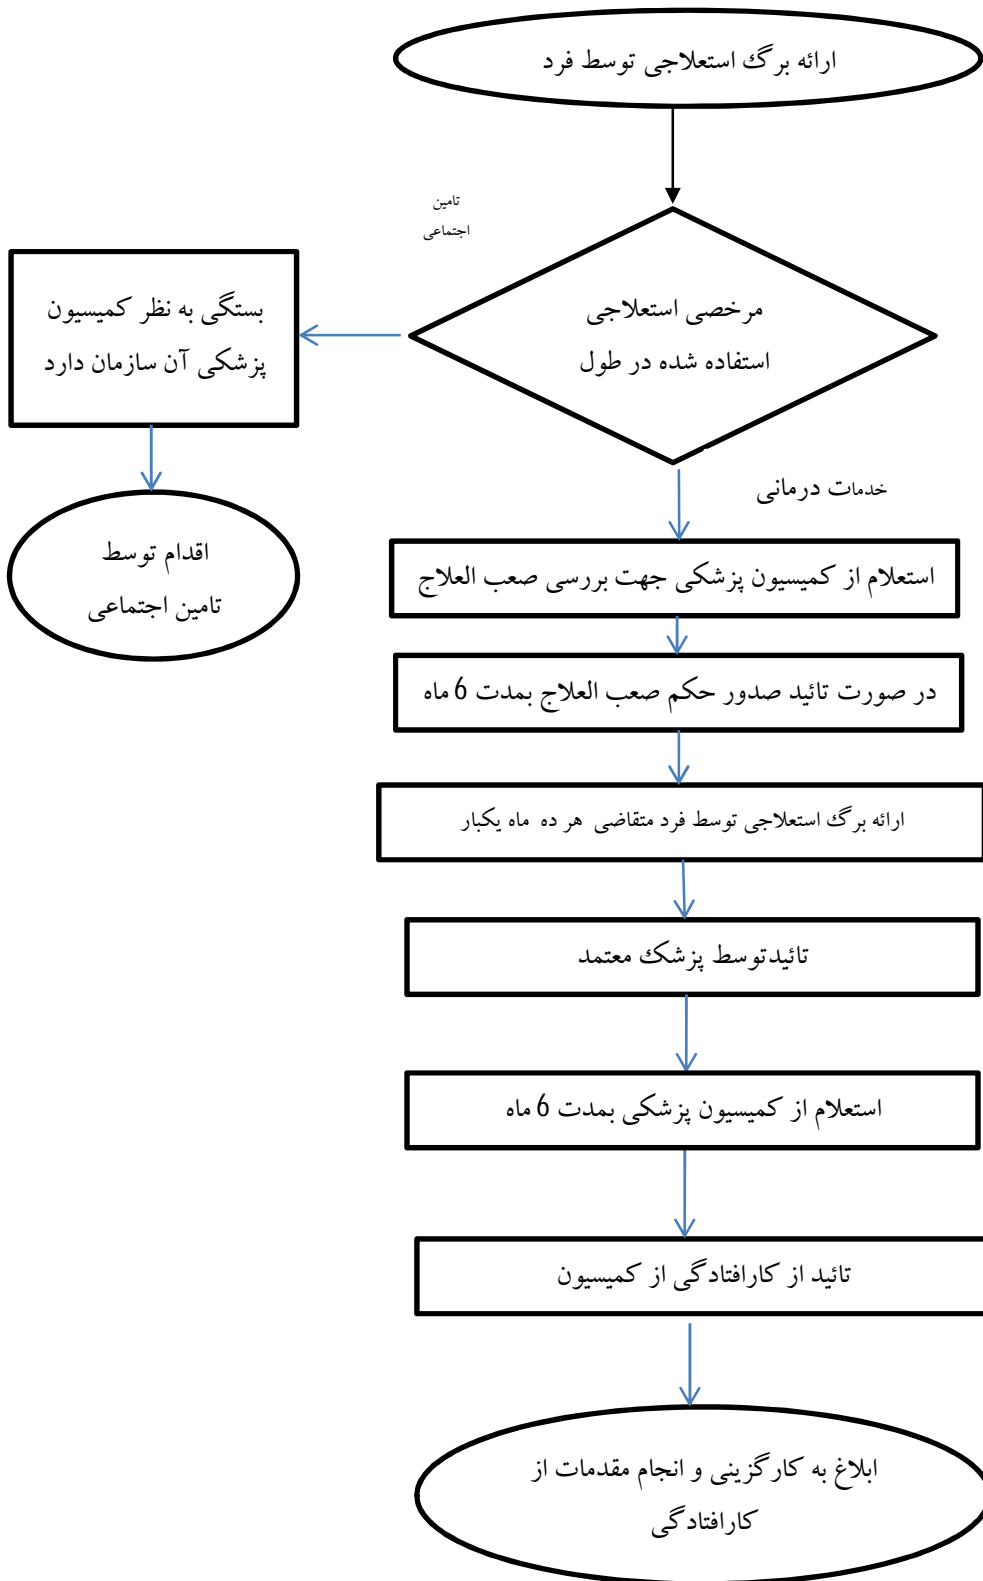 ارائه برگ استعلاجی توسط فرد
تامین
اجتماعی
مرخصی استعلاجی
استفاده شده در طول
بستگی به نظر کمیسیون
پزشکی آن سازمان دارد
اقدام توسط
تامین اجتماعی
خدمات درمانی
استعلام از کمیسیون پزشکی جهت بررسی صعب العلاج
در صورت تائید صدور حکم صعب العلاج بمدت 6 ماه
ارائه برگ استعلاجی توسط فرد متقاضی هر ده ماه یکبار
تائیدتوسط پزشک معتمد
استعلام از کمیسیون پزشکی بمدت 6 ماه
تائید از کارافتادگی از کمیسیون
ابلاغ به کارگزینی و انجام مقدمات از
کارافتادگی